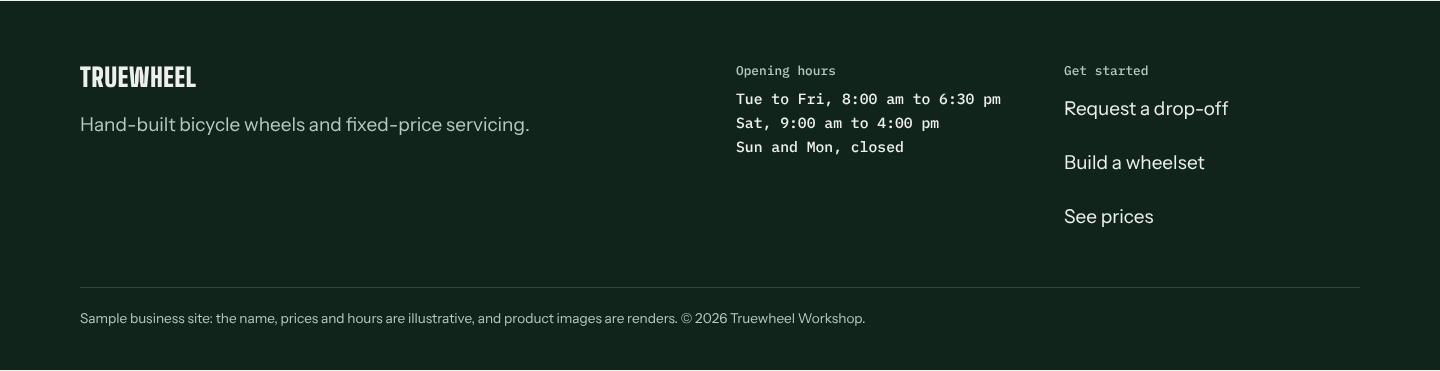 TRUEWHEEL
Hand-built bicycle wheels and fixed-price servicing.
Opening hours
Tue to Fri, 8:00 am to 6:30 pm
Sat, 9:00 am to 4:00 pm
Sun and Mon, closed
Get started
Request a drop-off
Build a wheelset
See prices
Sample business site: the name, prices and hours are illustrative, and product images are renders. © 2026 Truewheel Workshop.